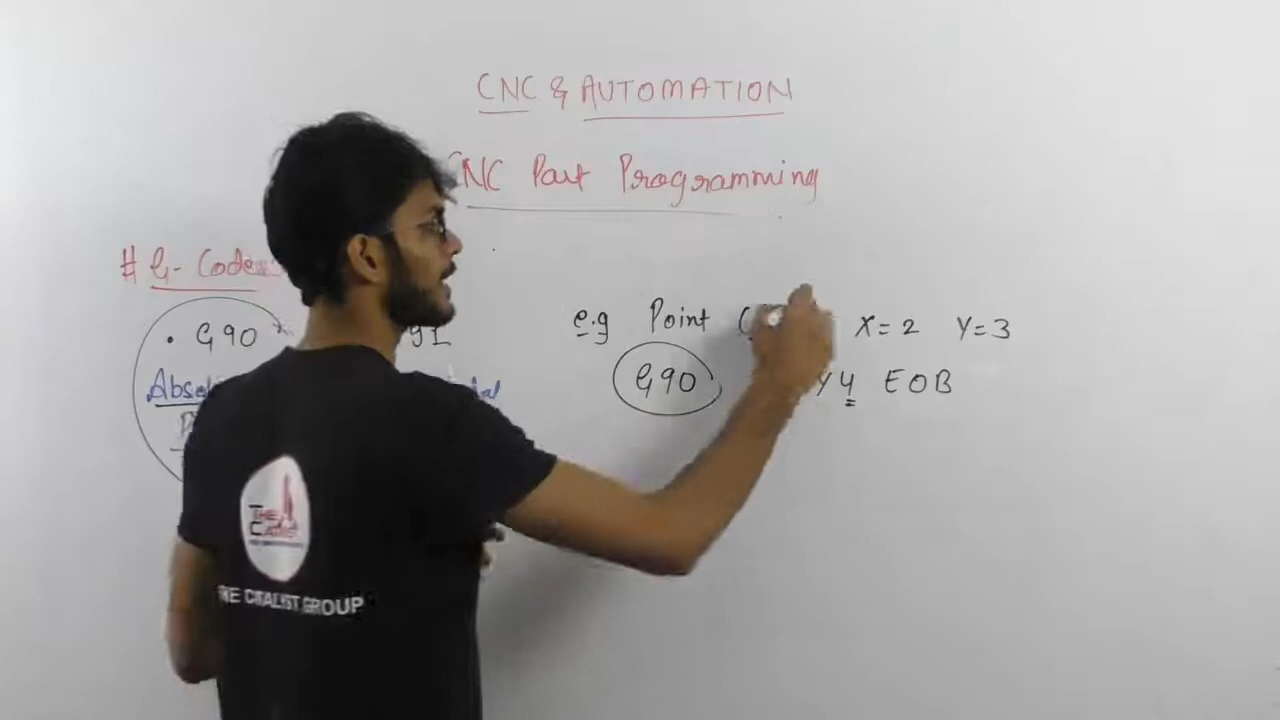 CNC & AUTOMATION
CNC Part Programming
# G-Codes
• G90
e.g Point X=2 Y=3
G90 Y4 EOB
THE CATALYST GROUP